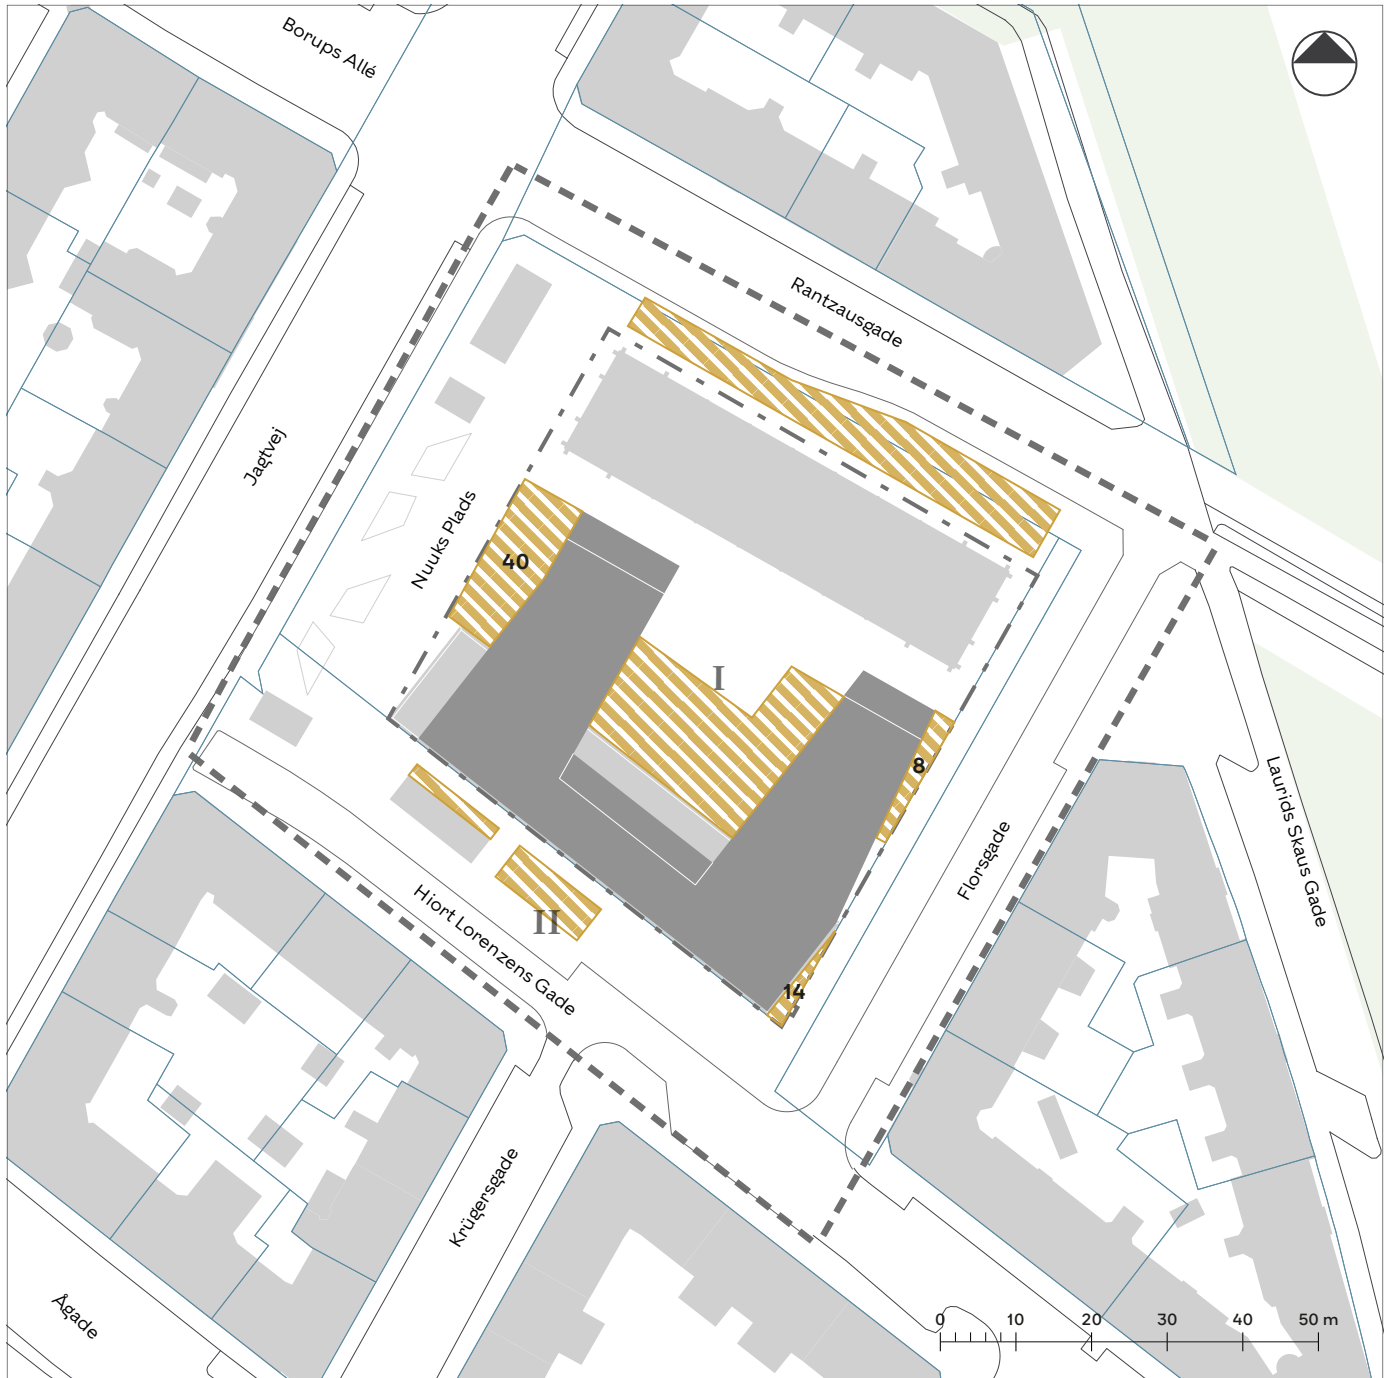 Borups Allé
Rantzausgade
Jagtvej
Nuuks Plads
40
I
8
Florsgade
Laurids Skaus Gade
Hiort Lorenzens Gade
II
14
Krügersgade
Ågade
0 10 20 30 40 50 m